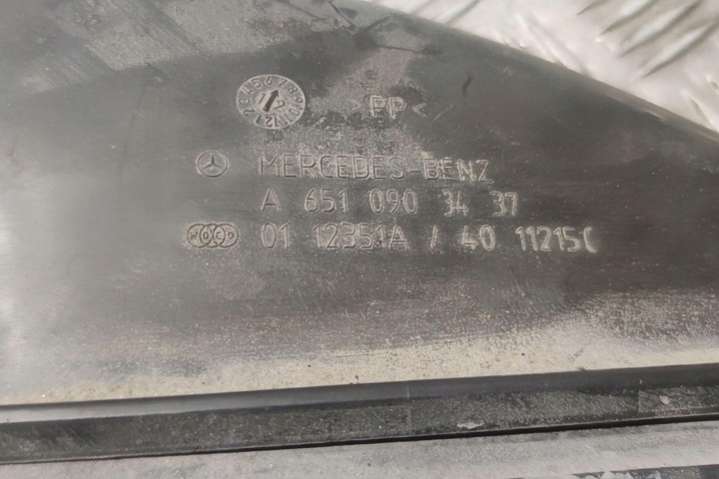 >PP<
MERCEDES-BENZ
A 651 090 34 37
01 12351A / 40 11215C